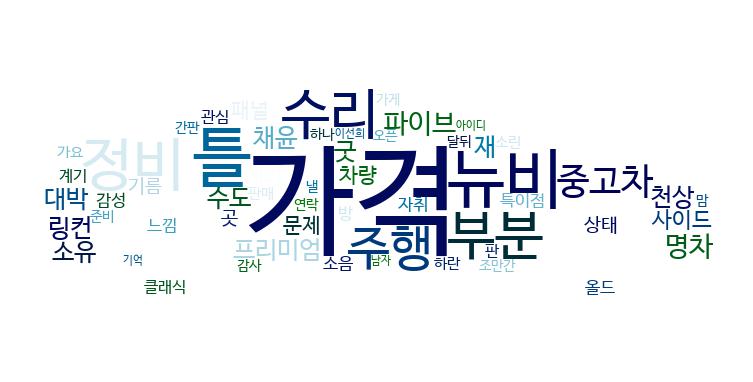 가격
수리
정비
틀
뉴비
부분
주행
중고차
파이브
채윤
굿
재
패널
관심
간판
가게
하나
이선희
오픈
아이디
달뒤
소린
가요
계기
기름
대박
감성
준비
수도
판매
낼
연락
차량
자취
특이점
천상
맘
링컨
느낌
곳
문제
방
상태
사이드
소유
프리미엄
명차
판
기억
감사
소음
남자
하란
조만간
클래식
올드